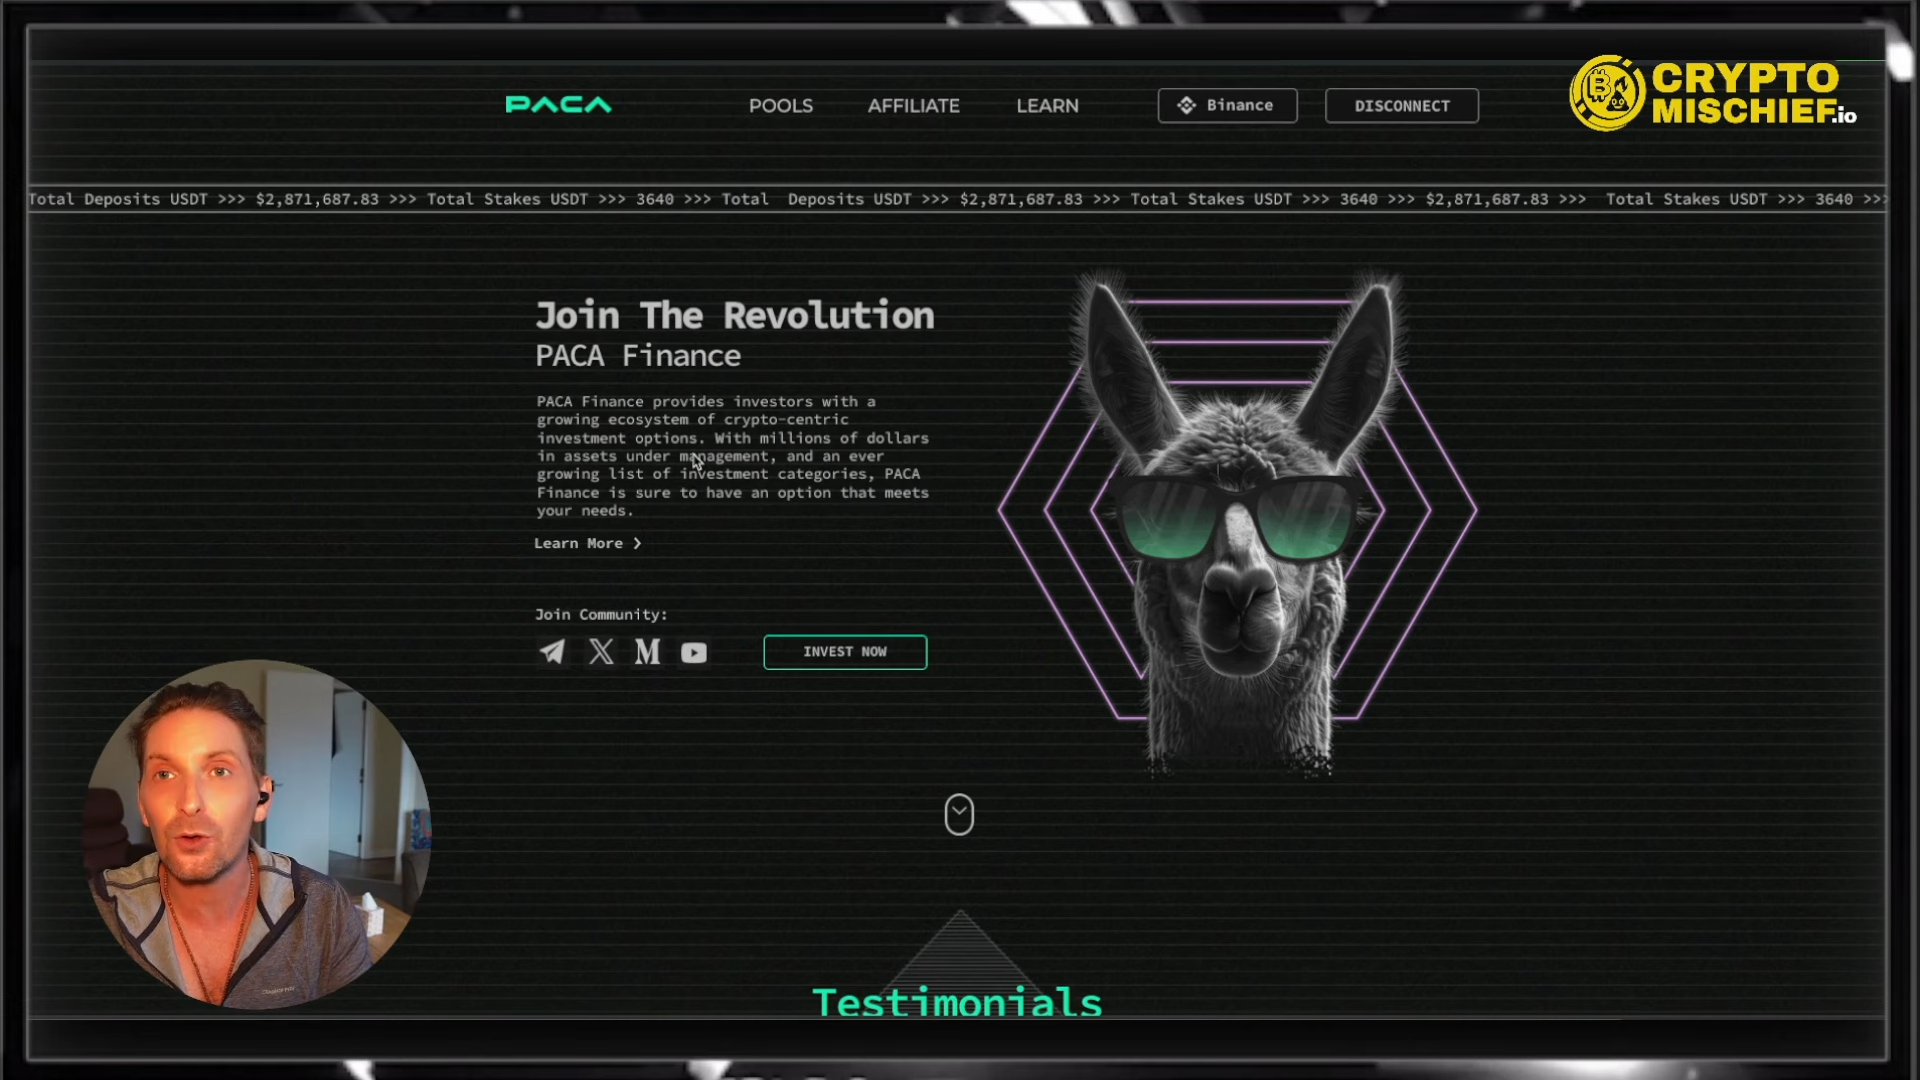 CRYPTO
MISCHIEF.io
PACA
POOLS
AFFILIATE
LEARN
Binance
DISCONNECT
Total Deposits USDT >>> $2,871,687.83 >>> Total Stakes USDT >>> 3640 >>> Total Deposits USDT >>> $2,871,687.83 >>> Total Stakes USDT >>> 3640 >>> $2,871,687.83 >>> Total Stakes USDT >>> 3640 >>>
Join The Revolution
PACA Finance
PACA Finance provides investors with a
growing ecosystem of crypto-centric
investment options. With millions of dollars
in assets under management, and an ever
growing list of investment categories, PACA
Finance is sure to have an option that meets
your needs.
Learn More >
Join Community:
INVEST NOW
Testimonials